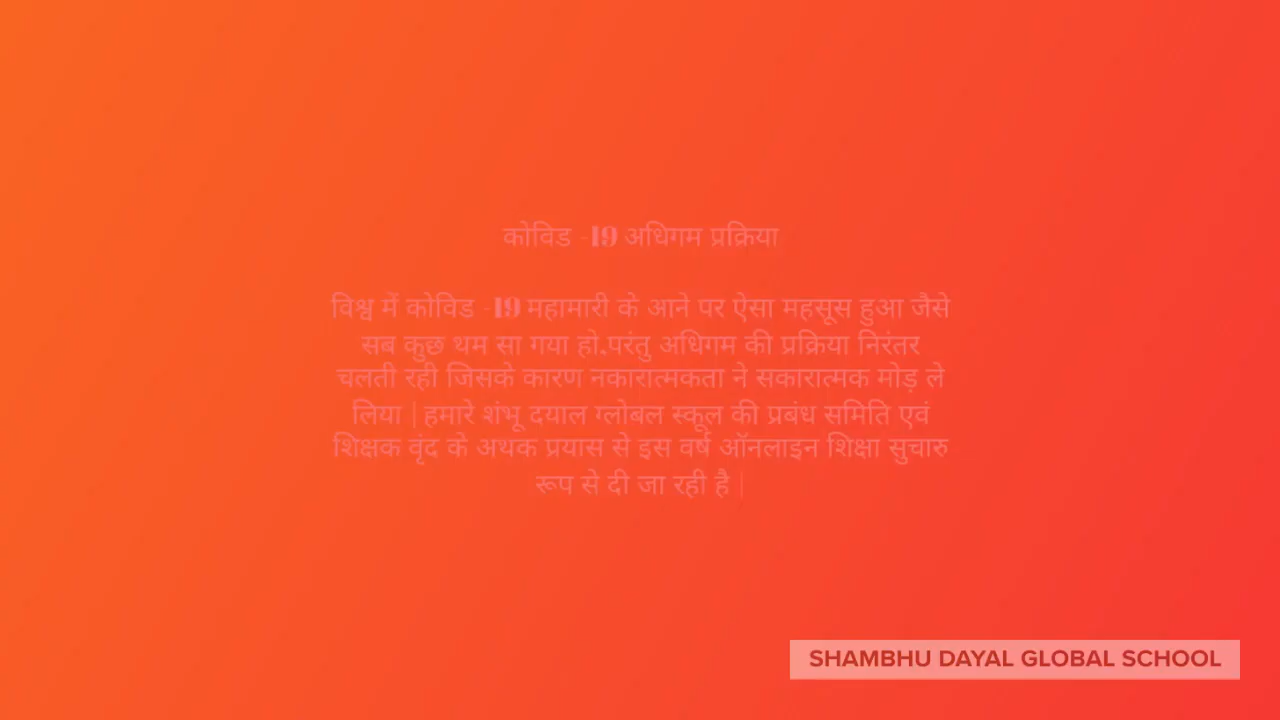 कोविड -19 अधिगम प्रक्रिया
विश्व में कोविड -19 महामारी के आने पर ऐसा महसूस हुआ जैसे
सब कुछ थम सा गया हो.परंतु अधिगम की प्रक्रिया निरंतर
चलती रही जिसके कारण नकारात्मकता ने सकारात्मक मोड़ ले
लिया | हमारे शंभू दयाल ग्लोबल स्कूल की प्रबंध समिति एवं
शिक्षक वृंद के अथक प्रयास से इस वर्ष ऑनलाइन शिक्षा सुचारु
रूप से दी जा रही है |
SHAMBHU DAYAL GLOBAL SCHOOL